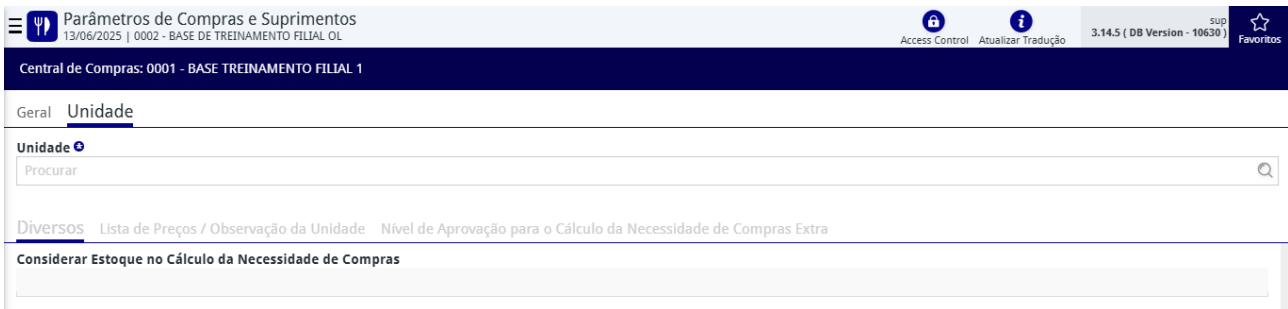 Parâmetros de Compras e Suprimentos
13/06/2025 | 0002 - BASE DE TREINAMENTO FILIAL OL
Access Control
Atualizar Tradução
sup
3.14.5 ( DB Version - 10630 )
Favoritos
Central de Compras: 0001 - BASE TREINAMENTO FILIAL 1
Geral Unidade
Unidade
Procurar
Diversos Lista de Preços / Observação da Unidade Nível de Aprovação para o Cálculo da Necessidade de Compras Extra
Considerar Estoque no Cálculo da Necessidade de Compras